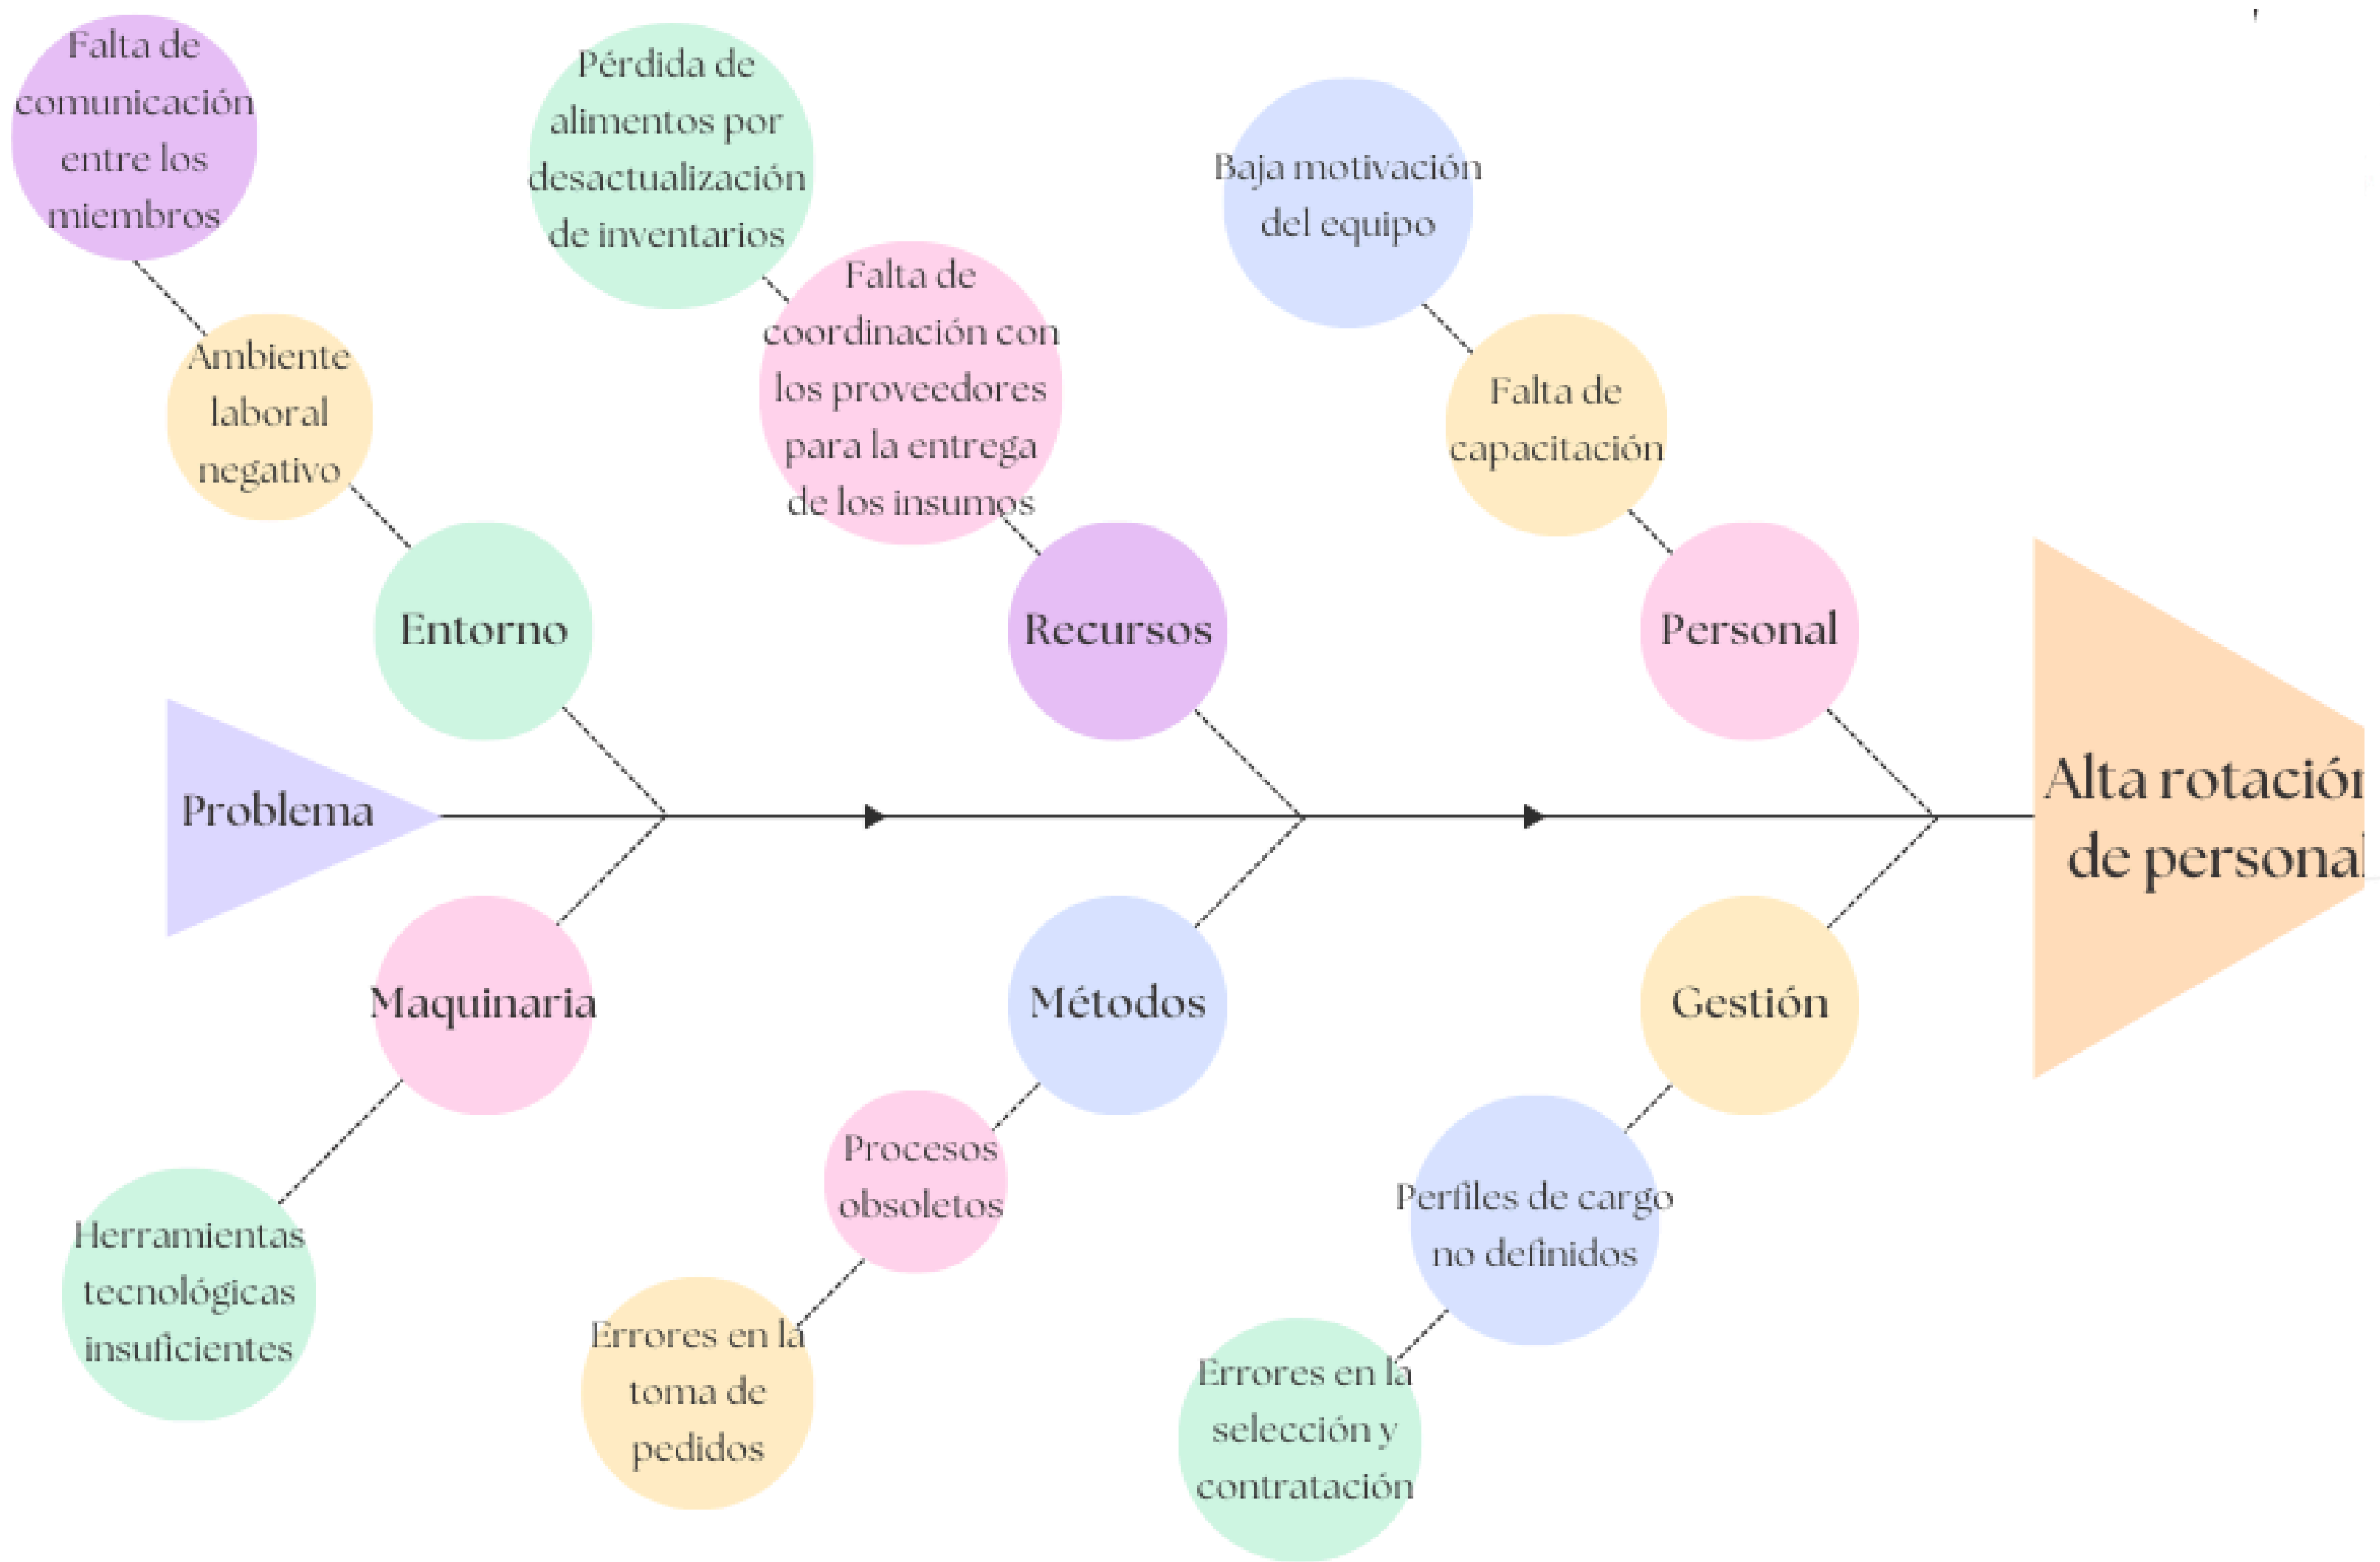 Falta de
comunicación
entre los
miembros
Ambiente
laboral
negativo
Entorno
Pérdida de
alimentos por
desactualización
de inventarios
Falta de
coordinación con
los proveedores
para la entrega
de los insumos
Recursos
Baja motivación
del equipo
Falta de
capacitación
Personal
Problema
Alta rotación
de personal
Maquinaria
Herramientas
tecnológicas
insuficientes
Métodos
Procesos
obsoletos
Errores en la
toma de
pedidos
Gestión
Perfiles de cargo
no definidos
Errores en la
selección y
contratación